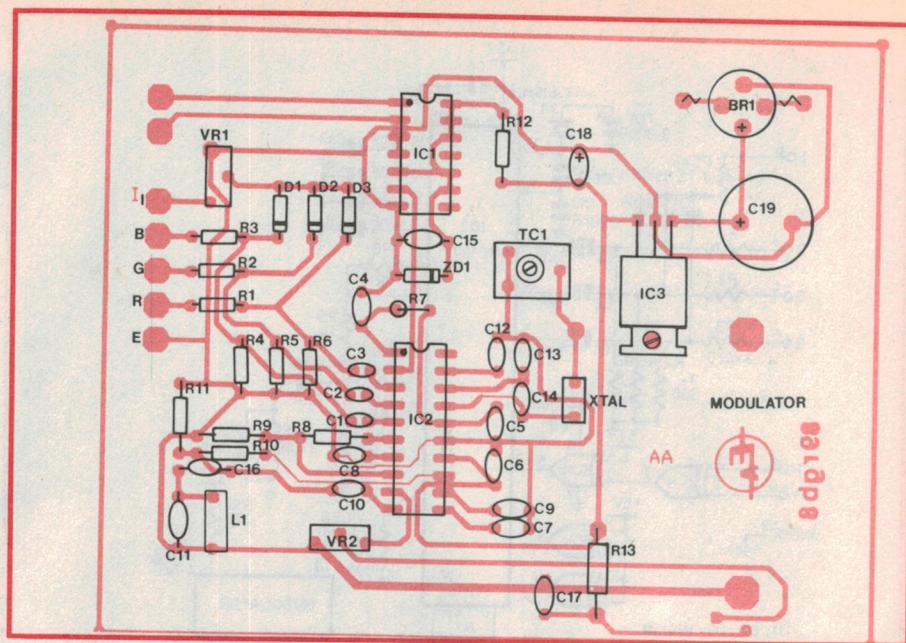 BR1
R12
C18
VR1
IC1
I I
D1 D2 D3
C19
B
R3
C15
TC1
G
R2
ZD1
C4
R
R1
R7
IC3
E
R4
R5
R6
C12
C13
C3
R11
C14
XTAL
C2
MODULATOR
IC2
C1
C5
R9
R8
R10
C8
C6
AA
E
C16
C10
C9
L1
C7
VR2
C11
R13
C17